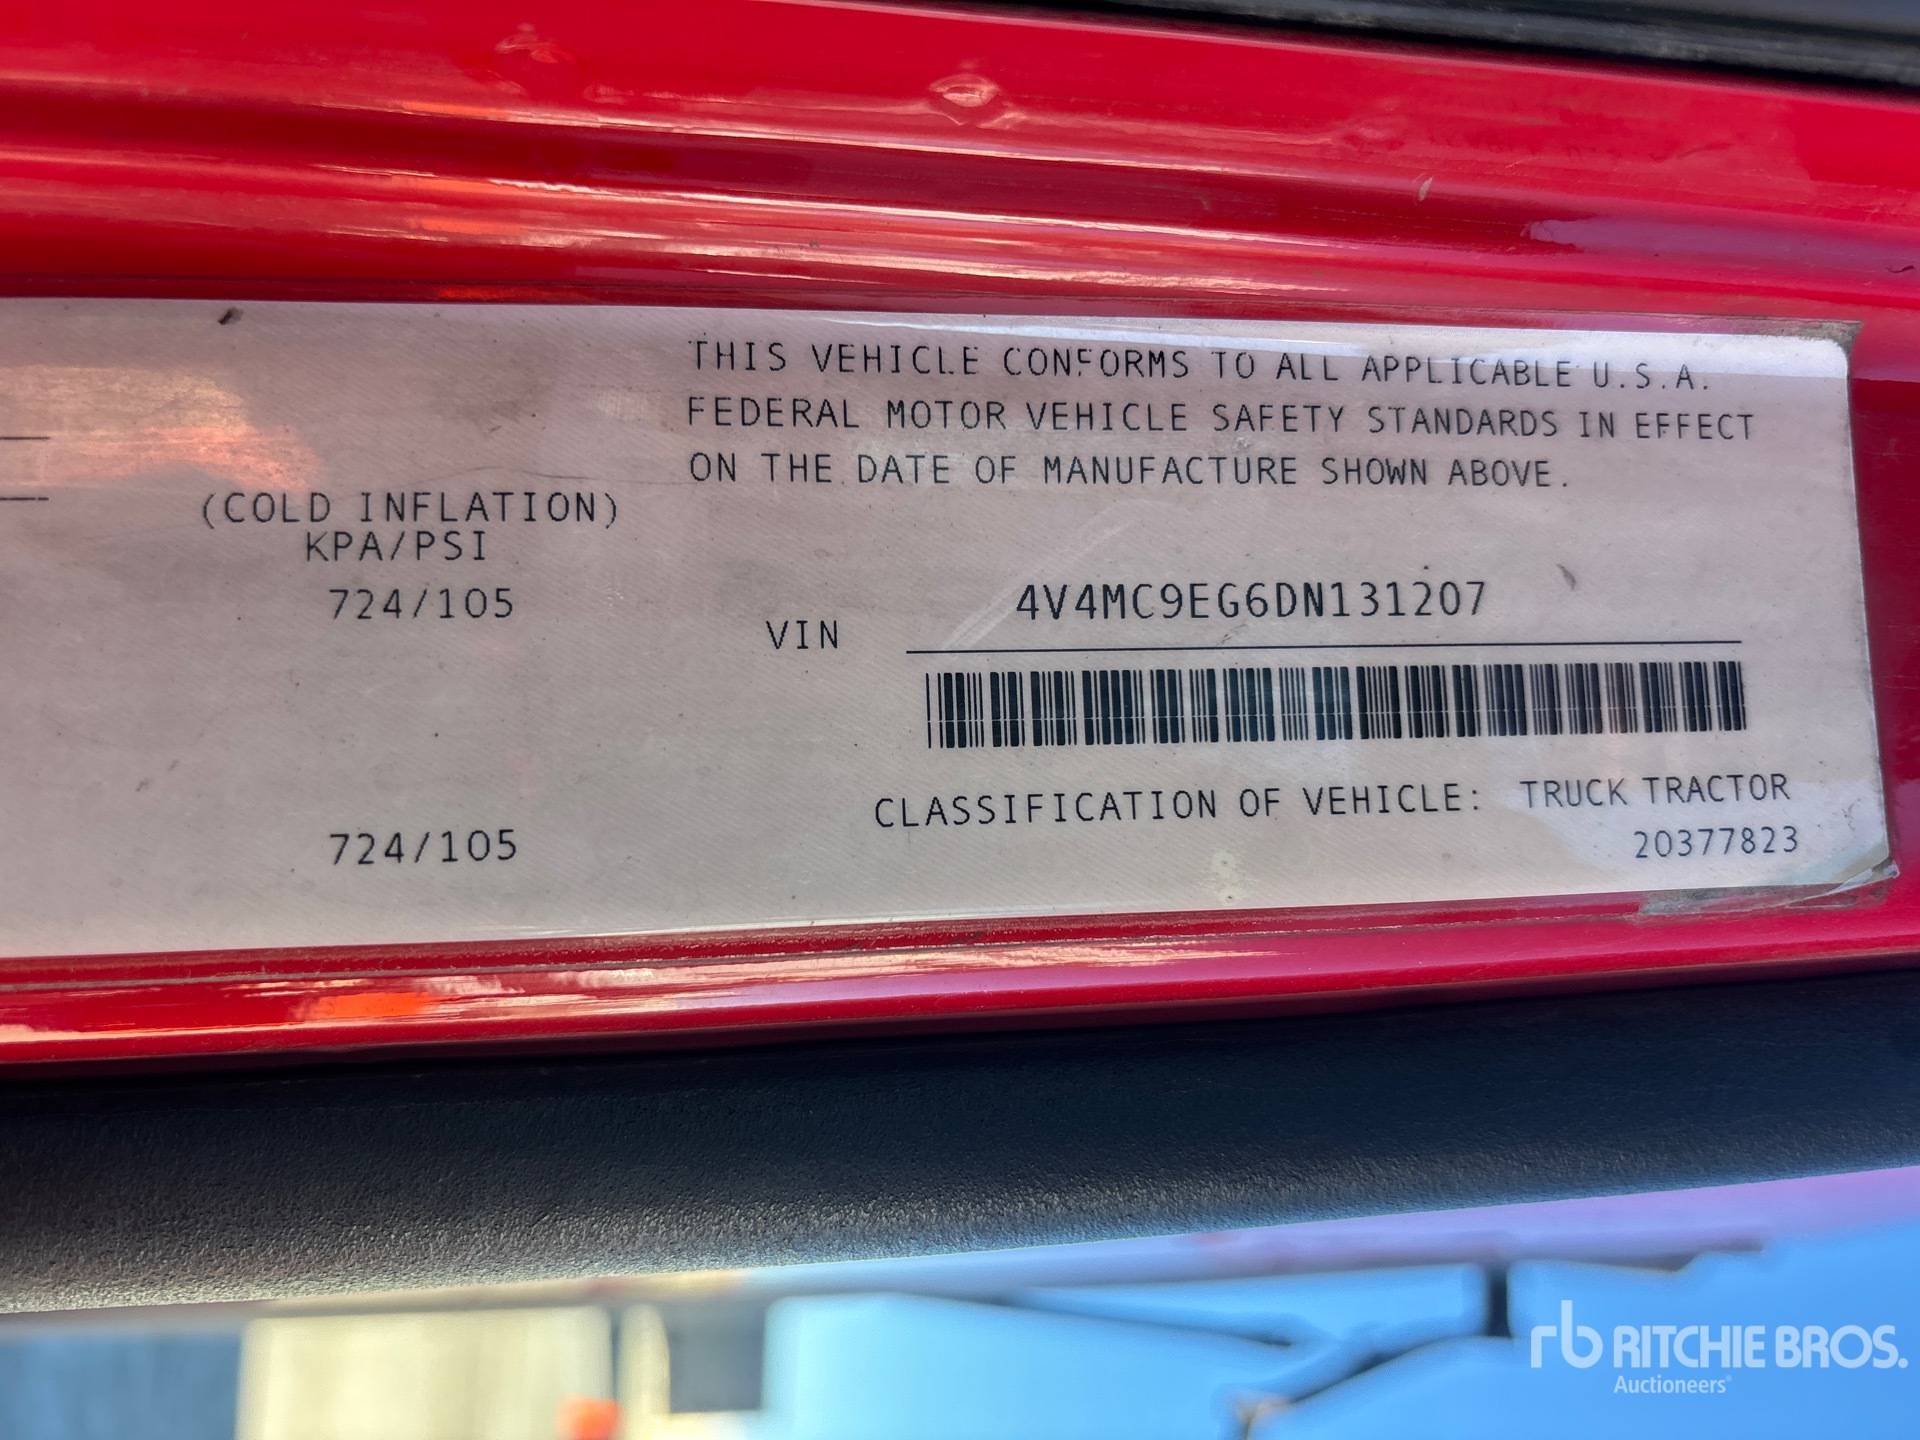 THIS VEHICLE CONFORMS TO ALL APPLICABLE U.S.A.
FEDERAL MOTOR VEHICLE SAFETY STANDARDS IN EFFECT
ON THE DATE OF MANUFACTURE SHOWN ABOVE.
(COLD INFLATION)
KPA/PSI
724/105
4V4MC9EG6DN131207
VIN
CLASSIFICATION OF VEHICLE: TRUCK TRACTOR
724/105
20377823
rb RITCHIE BROS.
Auctioneers